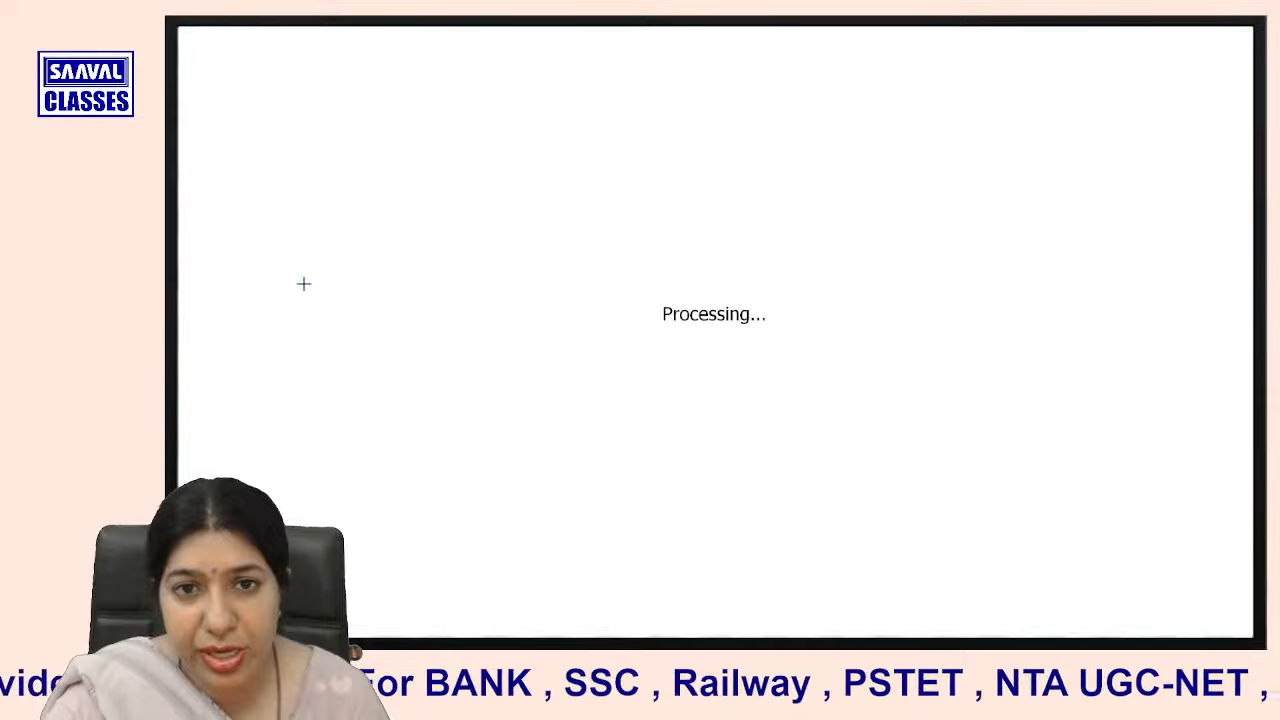 SAAVAL
CLASSES
Processing...
For BANK , SSC , Railway , PSTET , NTA UGC-NET ,